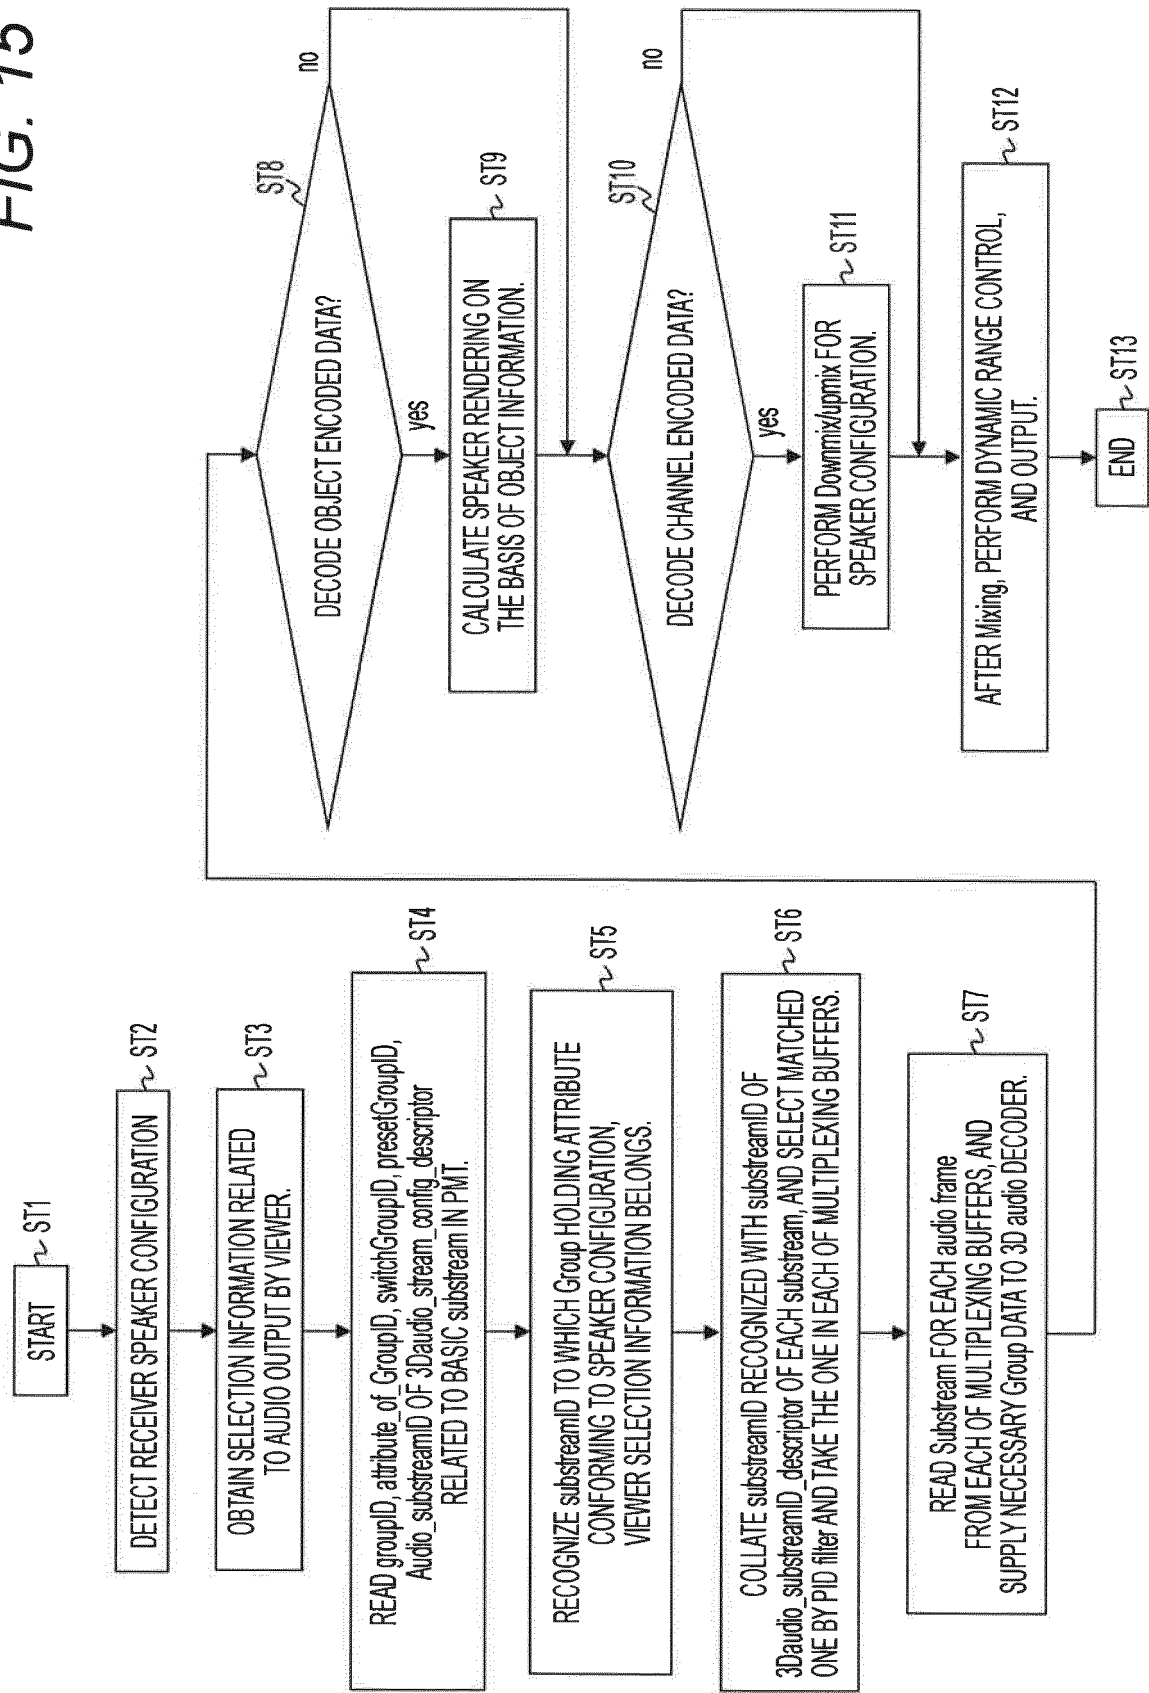 FIG. 15
START
ST1
DETECT RECEIVER SPEAKER CONFIGURATION
ST2
OBTAIN SELECTION INFORMATION RELATED
TO AUDIO OUTPUT BY VIEWER.
ST3
READ groupID, attribute_of_GroupID, switchGroupID, presetGroupID,
Audio_substreamID OF 3Daudio_stream_config_descriptor
RELATED TO BASIC substream IN PMT.
ST4
RECOGNIZE substreamID TO WHICH Group HOLDING ATTRIBUTE
CONFORMING TO SPEAKER CONFIGURATION,
VIEWER SELECTION INFORMATION BELONGS.
ST5
COLLATE substreamID RECOGNIZED WITH substreamID OF
3Daudio_substreamID_descriptor OF EACH substream, AND SELECT MATCHED
ONE BY PID filter AND TAKE THE ONE IN EACH OF MULTIPLEXING BUFFERS.
ST6
READ Substream FOR EACH audio frame
FROM EACH OF MULTIPLEXING BUFFERS, AND
SUPPLY NECESSARY Group DATA TO 3D audio DECODER.
ST7
DECODE OBJECT ENCODED DATA?
ST8
no
yes
CALCULATE SPEAKER RENDERING ON
THE BASIS OF OBJECT INFORMATION.
ST9
DECODE CHANNEL ENCODED DATA?
ST10
no
yes
PERFORM Downmix/upmix FOR
SPEAKER CONFIGURATION.
ST11
AFTER Mixing, PERFORM DYNAMIC RANGE CONTROL,
AND OUTPUT.
ST12
END
ST13